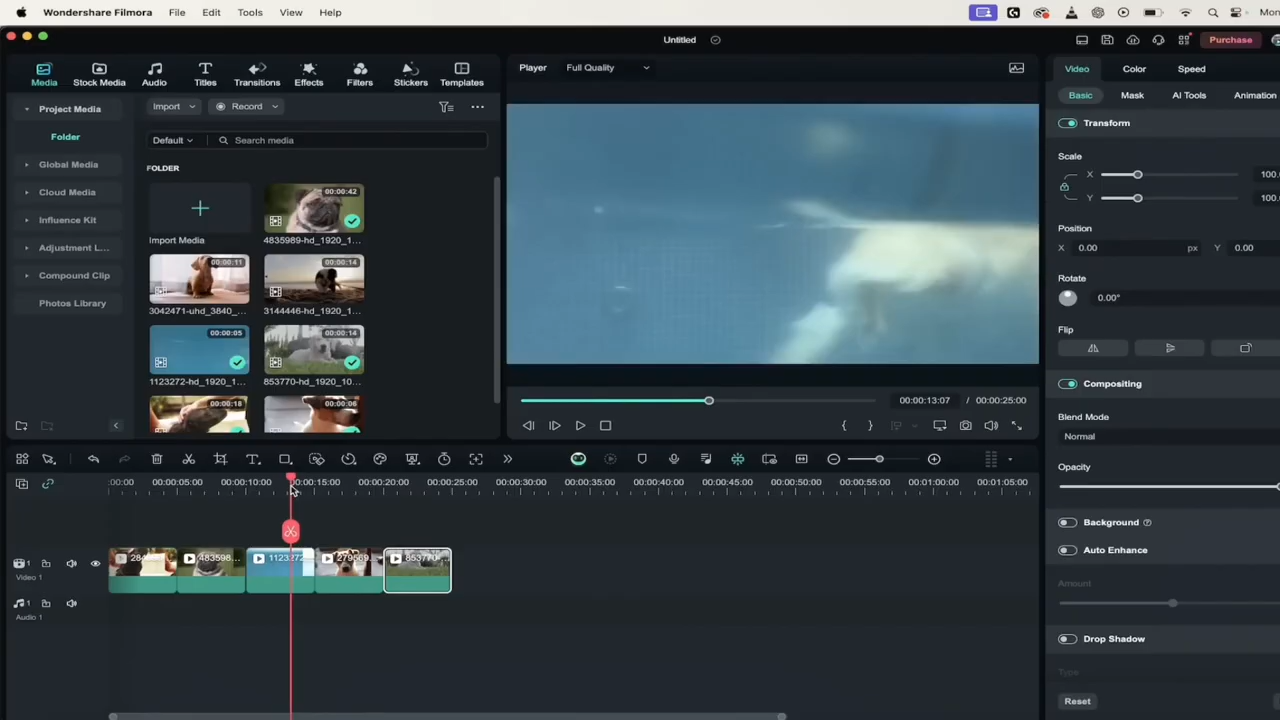 Wondershare Filmora File Edit Tools View Help Mon
Untitled Purchase
Media Stock Media Audio Titles Transitions Effects Filters Stickers Templates
Player Full Quality
Video Color Speed
Project Media
Import Record
Basic Mask AI Tools Animation
Folder
Default Search media
Transform
FOLDER
Global Media
Scale
Cloud Media
X 100.
Influence Kit
Y 100.
Adjustment L...
Compound Clip
Photos Library
00:00:42
Import Media
4835989-hd_1920_1...
00:00:11
00:00:14
3042471-uhd_3840_...
3144446-hd_1920_1...
00:00:05
00:00:14
1123272-hd_1920_1...
853770-hd_1920_10...
00:00:18
00:00:06
Position
X 0.00 px Y 0.00
Rotate
0.00°
Flip
Compositing
Blend Mode
Normal
Opacity
Background
Auto Enhance
Amount
Drop Shadow
Type
Reset
00:00:13:07 / 00:00:25:00
:00:00 00:00:05:00 00:00:10:00 00:00:15:00 00:00:20:00 00:00:25:00 00:00:30:00 00:00:35:00 00:00:40:00 00:00:45:00 00:00:50:00 00:00:55:00 00:01:00:00 00:01:05:00
1
Video 1
483598... 1123272
1
Audio 1